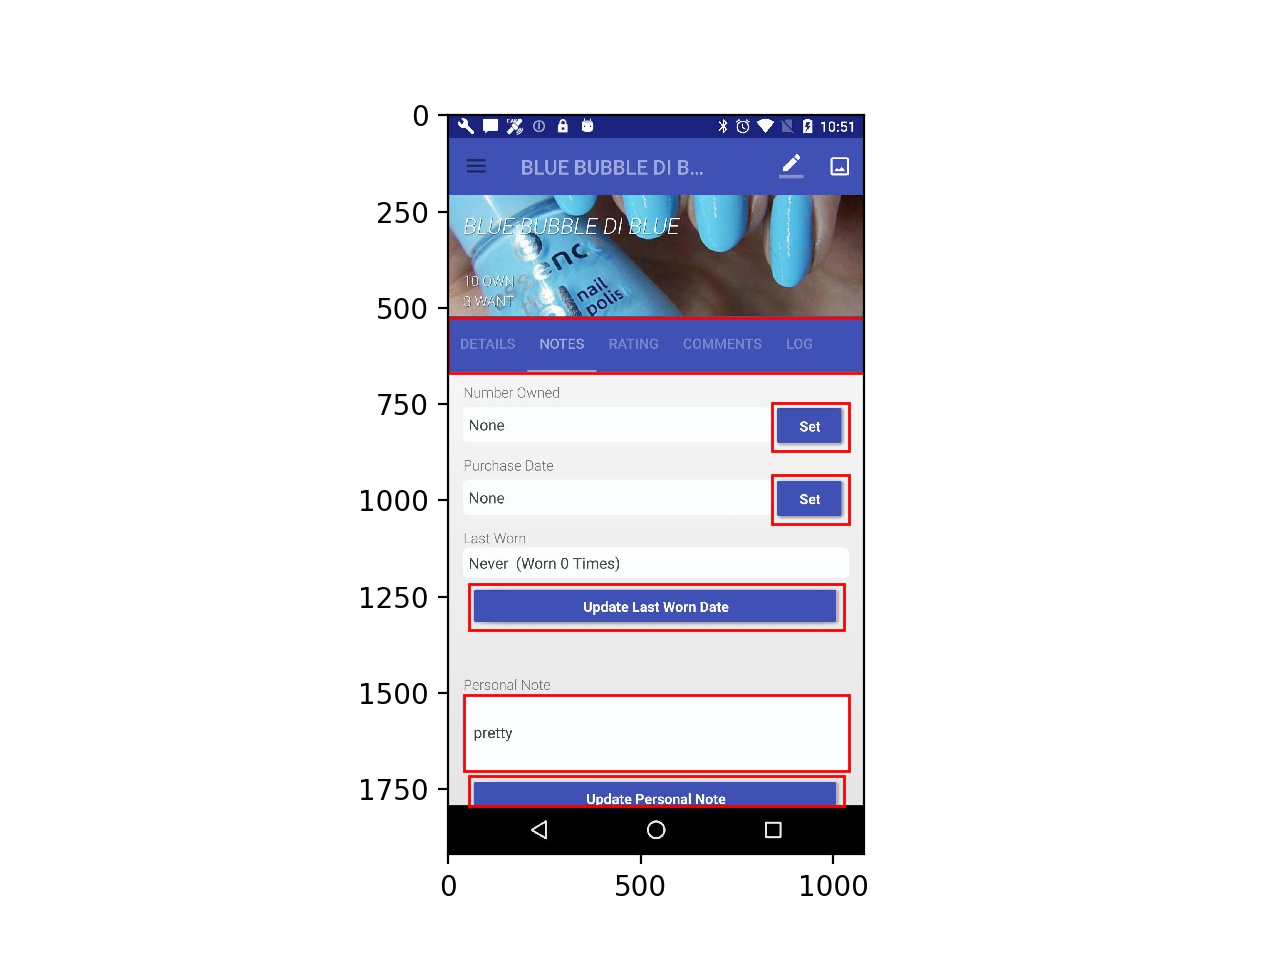 0
10:51
BLUE BUBBLE DI B...
250
BLUE BUBBLE DI BLUE
enc
nail
polis
10 OWN
3 WANT
500
DETAILS NOTES RATING COMMENTS LOG
Number Owned
750
None Set
Purchase Date
1000
None Set
Last Worn
Never (Worn 0 Times)
1250
Update Last Worn Date
Personal Note
1500
pretty
1750
Update Personal Note
0 500 1000